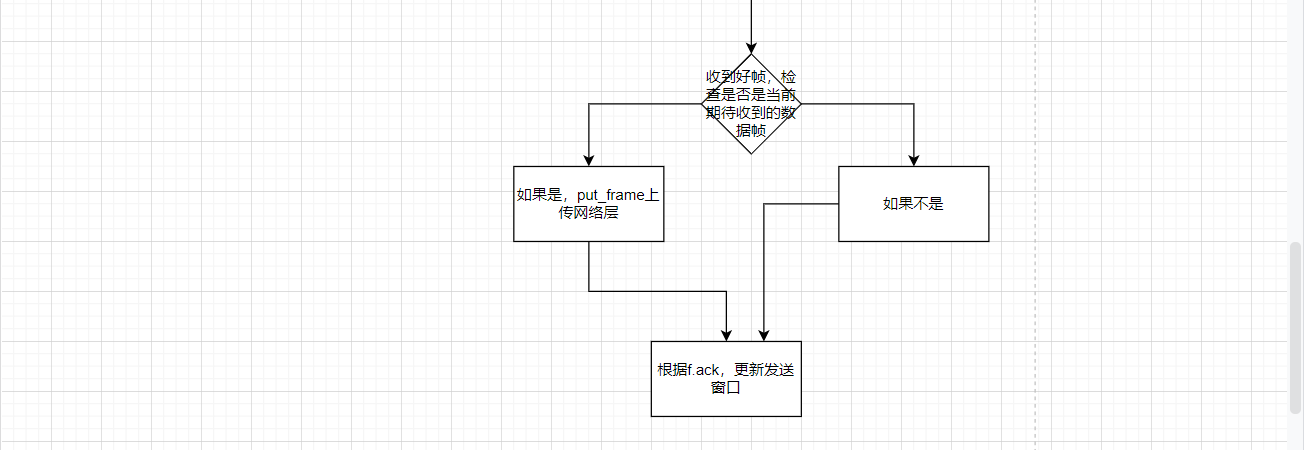 收到好帧，检
查是否是当前
期待收到的数
据帧
如果是，put_frame上
传网络层
如果不是
根据f.ack，更新发送
窗口